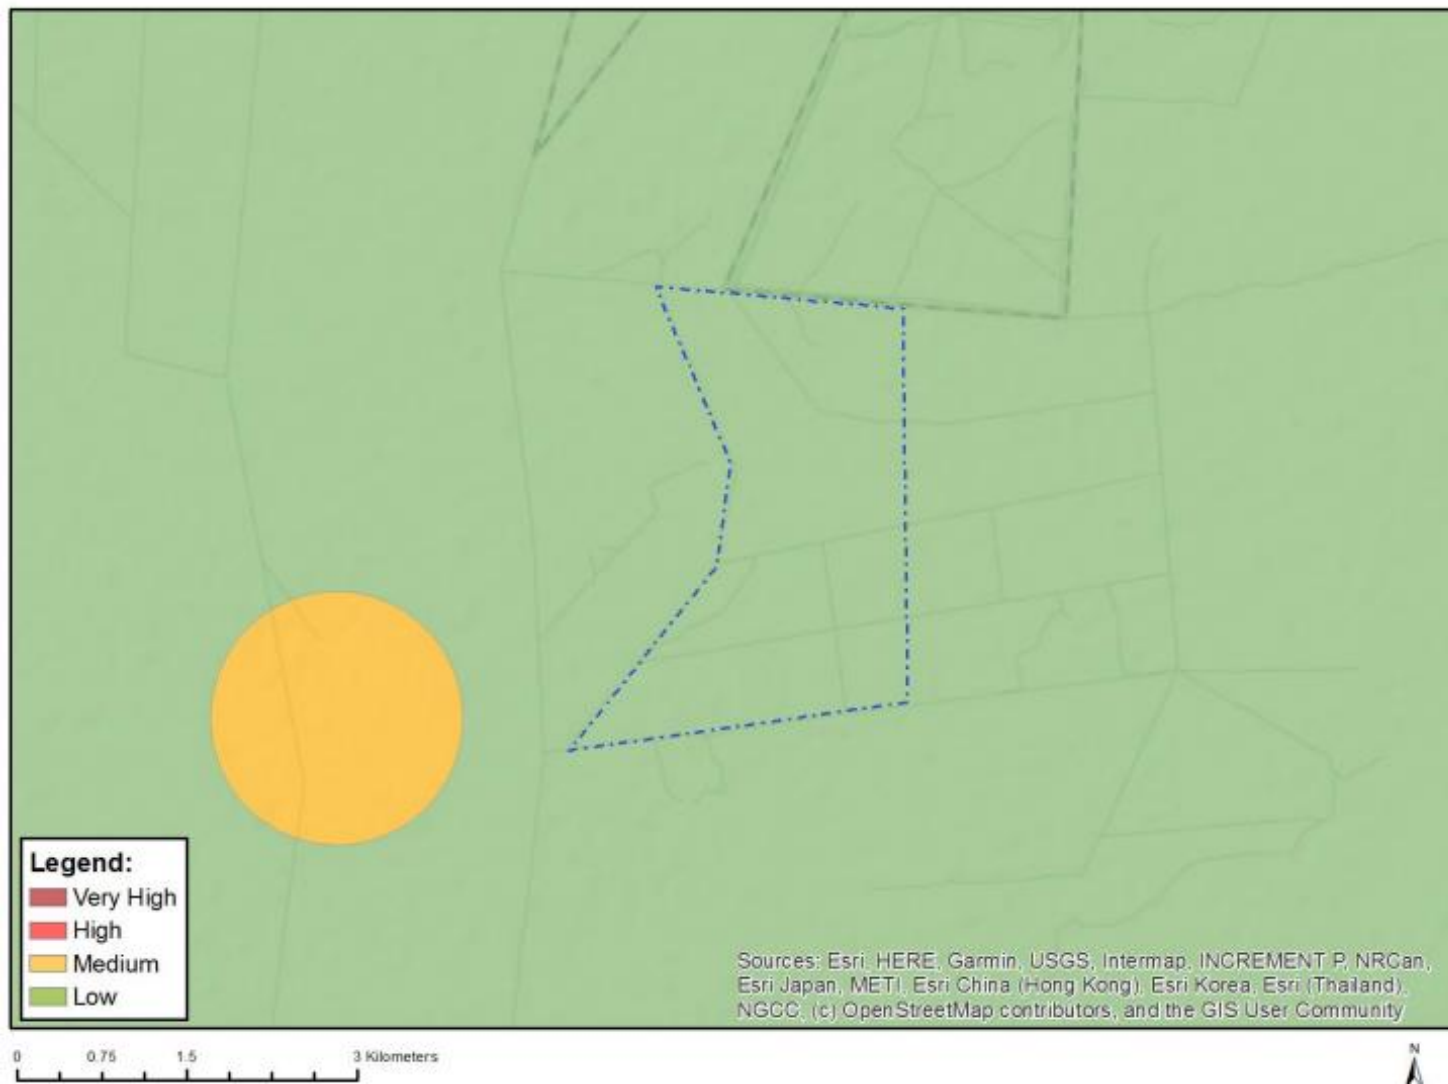 Legend:
Very High
High
Medium
Low
Sources: Esri, HERE, Garmin, USGS, Intermap, INCREMENT P, NRCan,
Esri Japan, METI, Esri China (Hong Kong), Esri Korea, Esri (Thailand),
NGCC, (c) OpenStreetMap contributors, and the GIS User Community
0 0.75 1.5 3 Kilometers
N